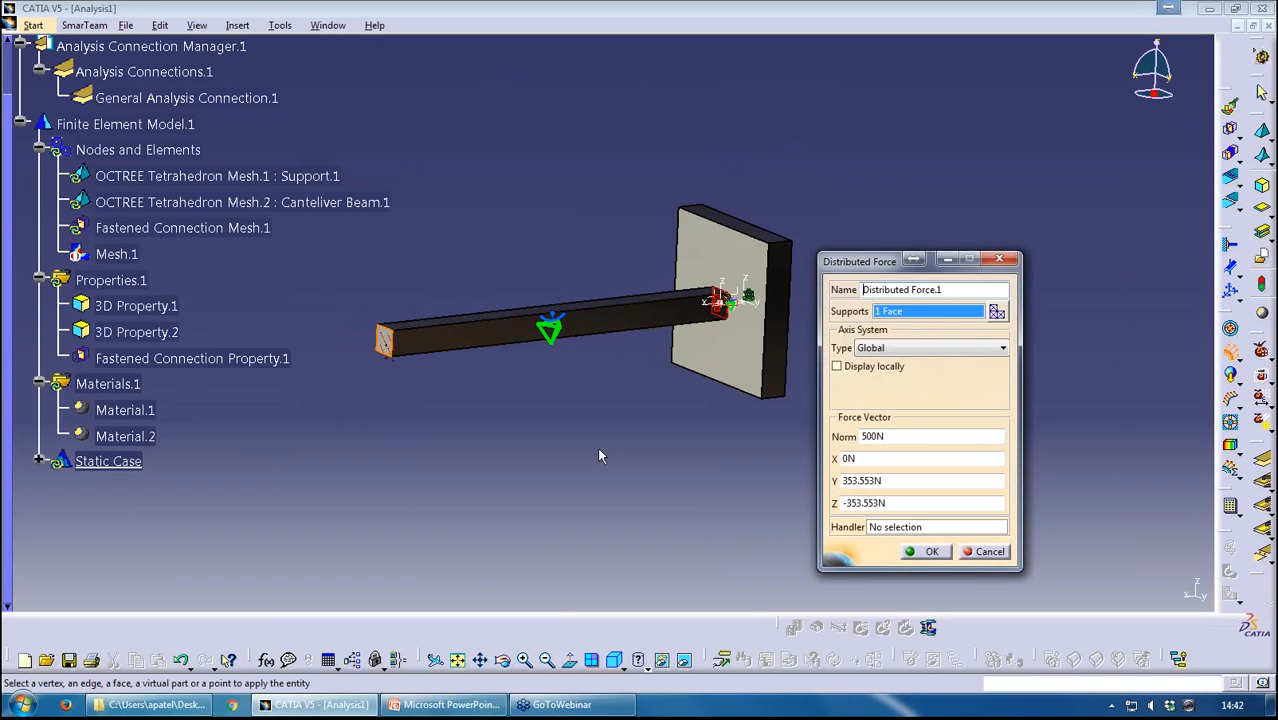 CATIA V5 - [Analysis1]
Start SmarTeam File Edit View Insert Tools Window Help
Analysis Connection Manager.1
Analysis Connections.1
General Analysis Connection.1
Finite Element Model.1
Nodes and Elements
OCTREE Tetrahedron Mesh.1 : Support.1
OCTREE Tetrahedron Mesh.2 : Canteliver Beam.1
Fastened Connection Mesh.1
Mesh.1
Properties.1
3D Property.1
3D Property.2
Fastened Connection Property.1
Materials.1
Material.1
Material.2
Static Case
z z
x y
Distributed Force
Name Distributed Force.1
Supports 1 Face
Axis System
Type Global
Display locally
Force Vector
Norm 500N
X 0N
Y 353.553N
Z -353.553N
Handler No selection
OK Cancel
z
x y
CATIA
f(x)
Select a vertex, an edge, a face, a virtual part or a point to apply the entity
C:\Users\apatel\Desk... CATIA V5 - [Analysis1] Microsoft PowerPoin... GoToWebinar 14:42